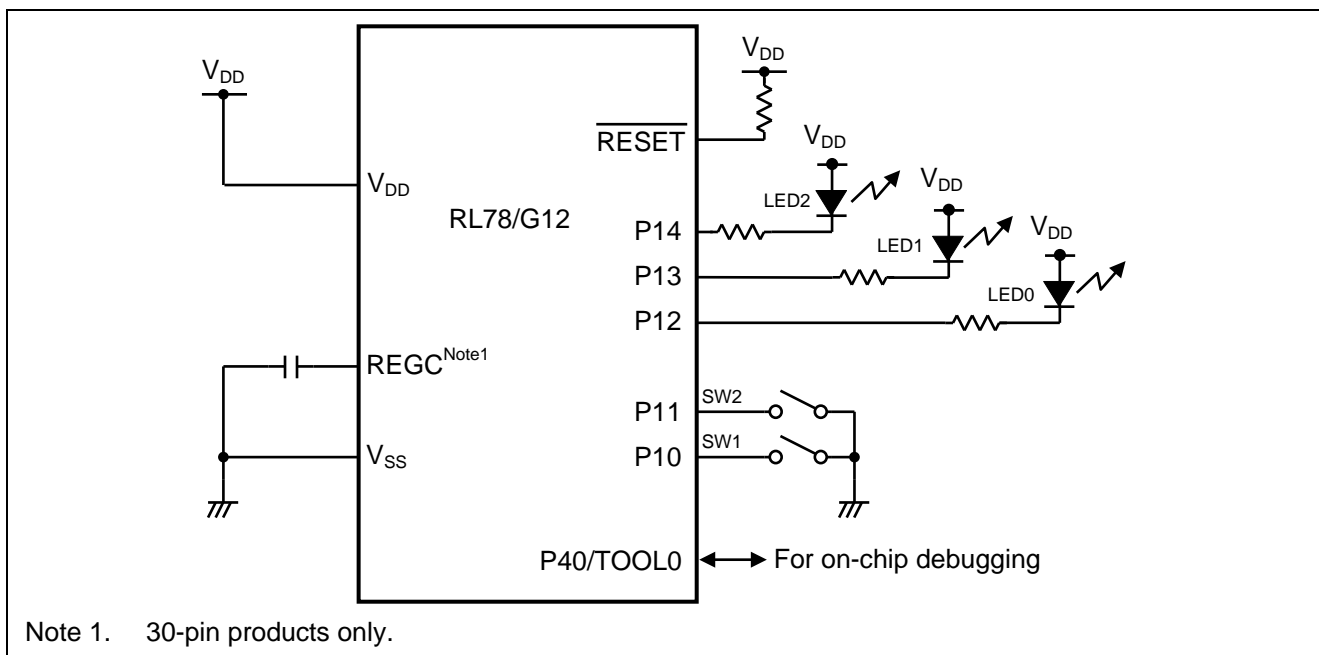 VDD
VDD
RESET
VDD
VDD
LED2
VDD
RL78/G12
P14
LED1
VDD
P13
LED0
P12
REGCNote1
P11
SW2
P10
SW1
VSS
P40/TOOL0
For on-chip debugging
Note 1. 30-pin products only.